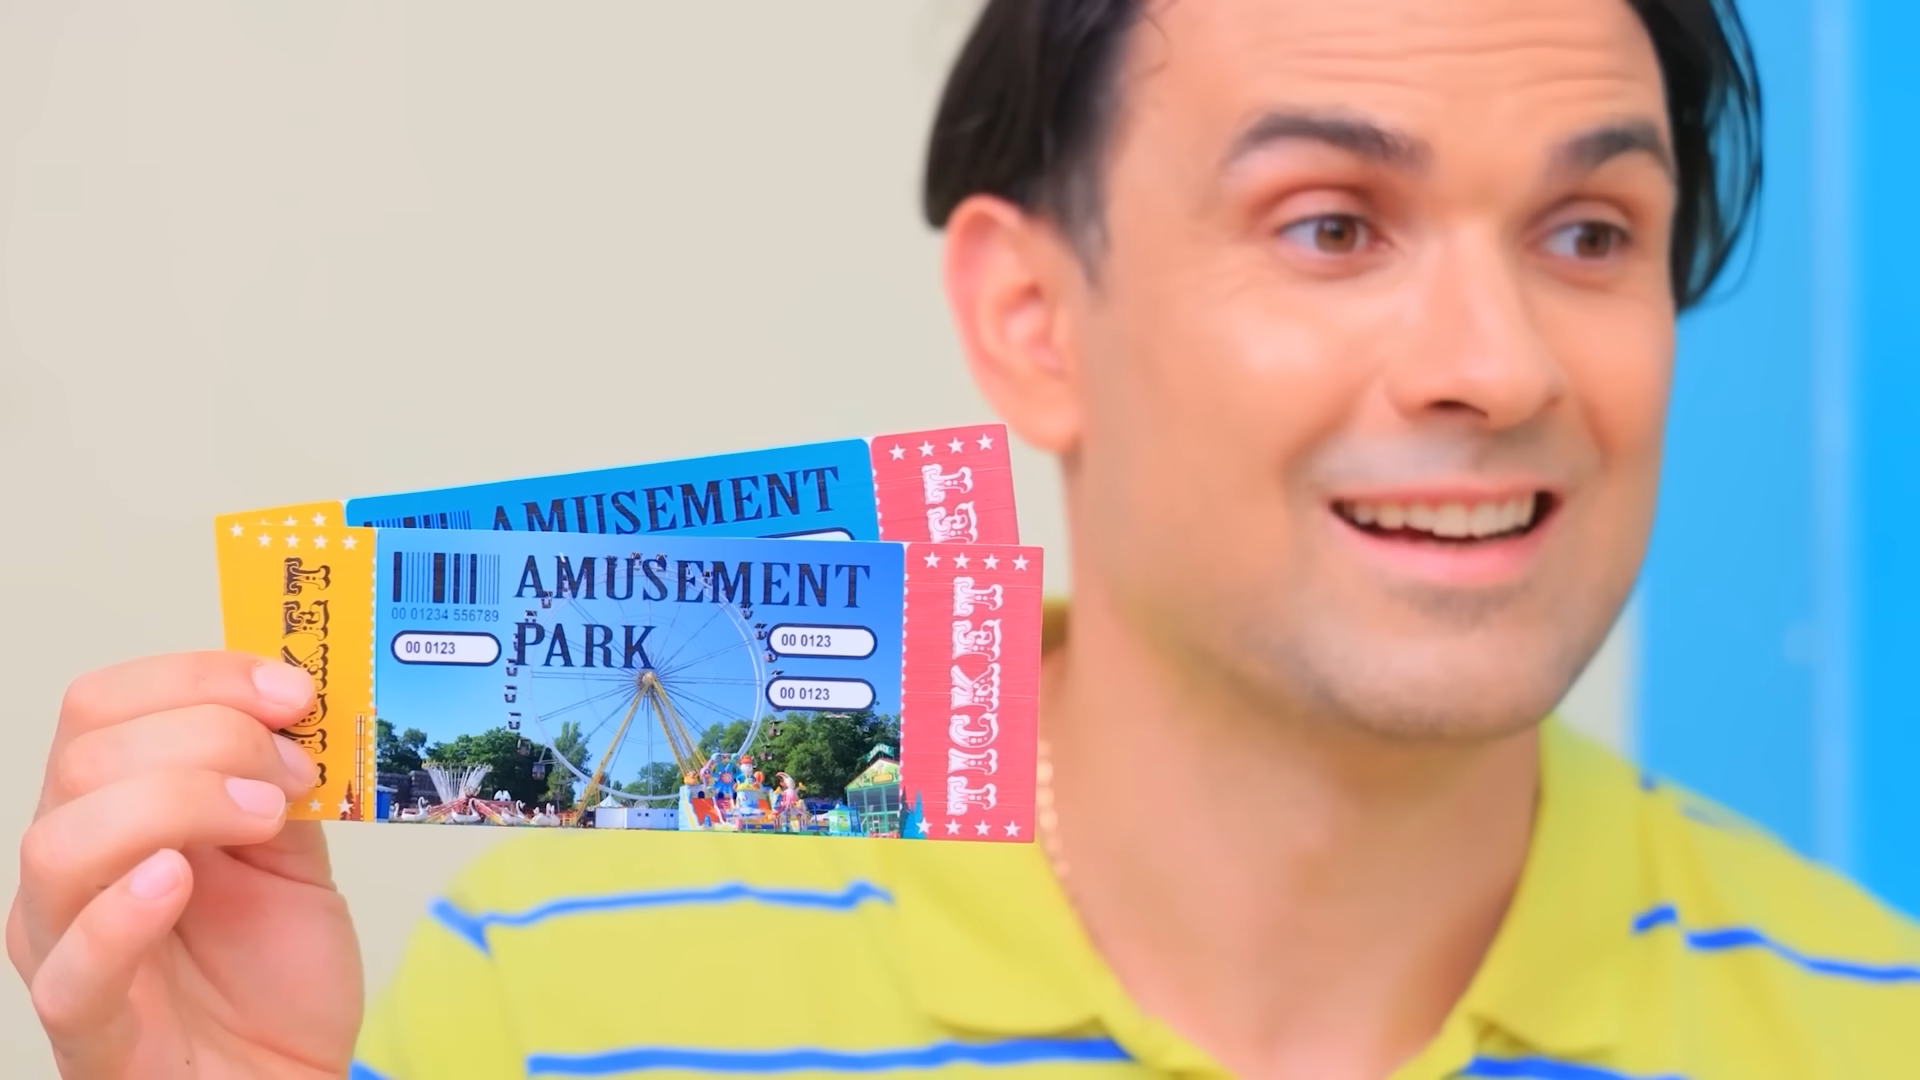 AMUSEMENT
TICKET
AMUSEMENT
PARK
00 01234 556789
00 0123
00 0123
00 0123
TICKET